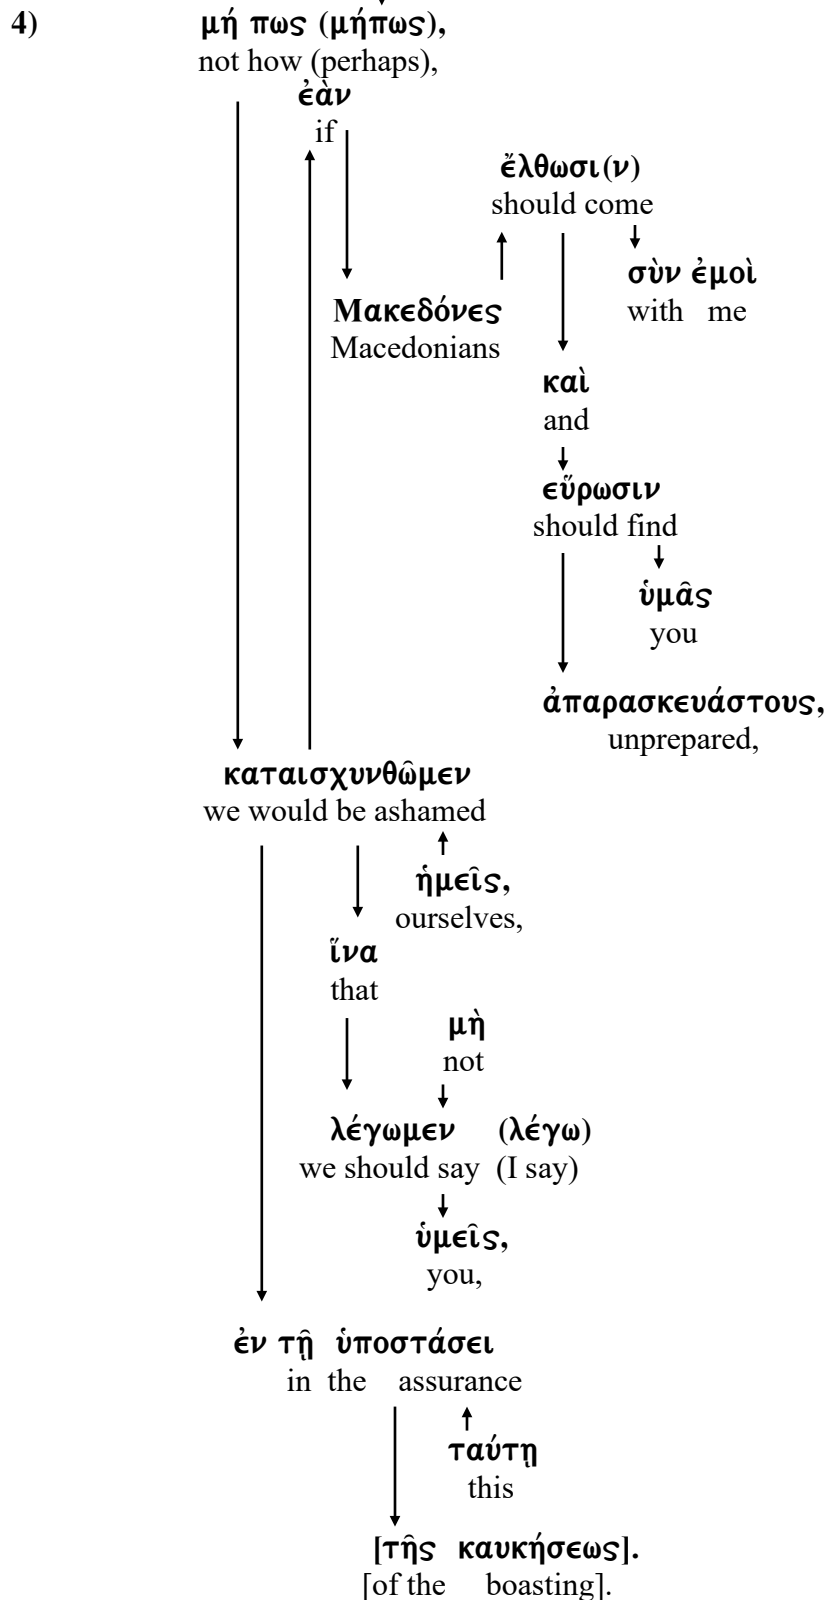 4) μή πως (μήπως),
not how (perhaps),
ἐὰν
if
ἔλθωσι(ν)
should come
σὺν ἐμοὶ
with me
Μακεδόνες
Macedonians
καὶ
and
εὕρωσιν
should find
ὑμᾶς
you
ἀπαρασκευάστους,
unprepared,
καταισχυνθῶμεν
we would be ashamed
ἡμεῖς,
ourselves,
ἵνα
that
μὴ
not
λέγωμεν (λέγω)
we should say (I say)
ὑμεῖς,
you,
ἐν τῇ ὑποστάσει
in the assurance
ταύτῃ
this
[τῆς καυκήσεως].
[of the boasting].